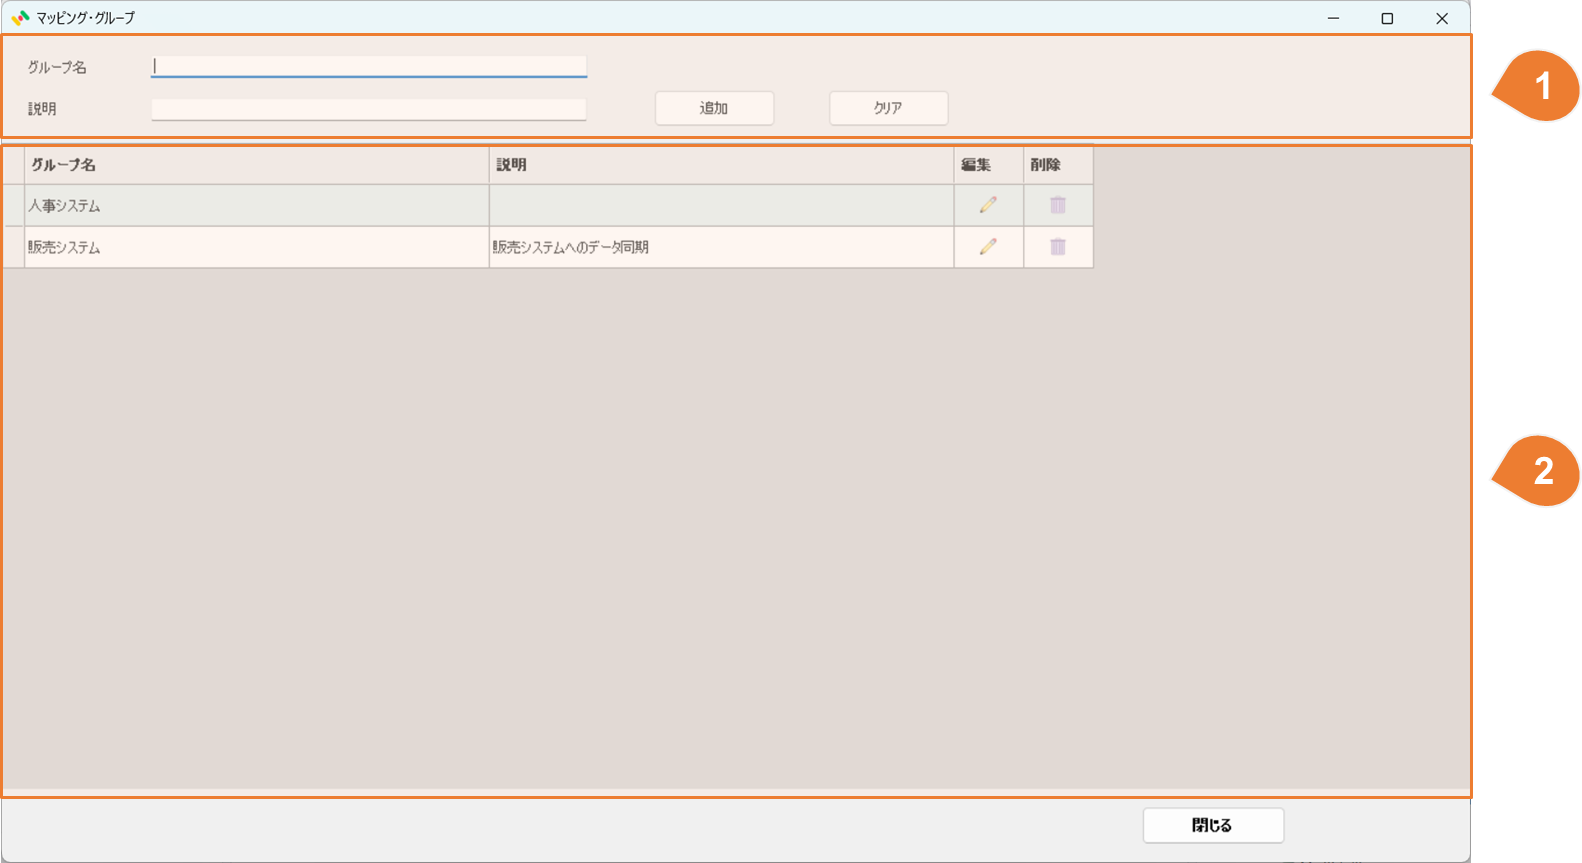 マッピング・グループ
グループ名
説明 追加 クリア
グループ名 説明 編集 削除
人事システム
販売システム 販売システムへのデータ同期
閉じる
1
2